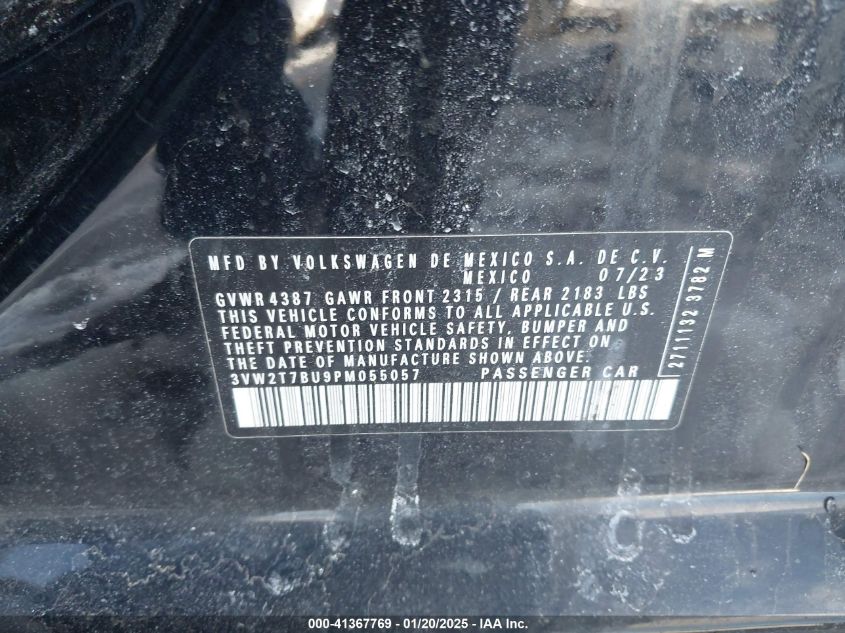 MFD BY VOLKSWAGEN DE MEXICO S.A. DE C.V.
MEXICO 07/23
GVWR 4387 GAWR FRONT 2315 / REAR 2183 LBS
THIS VEHICLE CONFORMS TO ALL APPLICABLE U.S.
FEDERAL MOTOR VEHICLE SAFETY, BUMPER AND
THEFT PREVENTION STANDARDS IN EFFECT ON
THE DATE OF MANUFACTURE SHOWN ABOVE.
3VW2T7BU9PM055057 PASSENGER CAR
2711132 3782 M
000-41367769 - 01/20/2025 - IAA Inc.